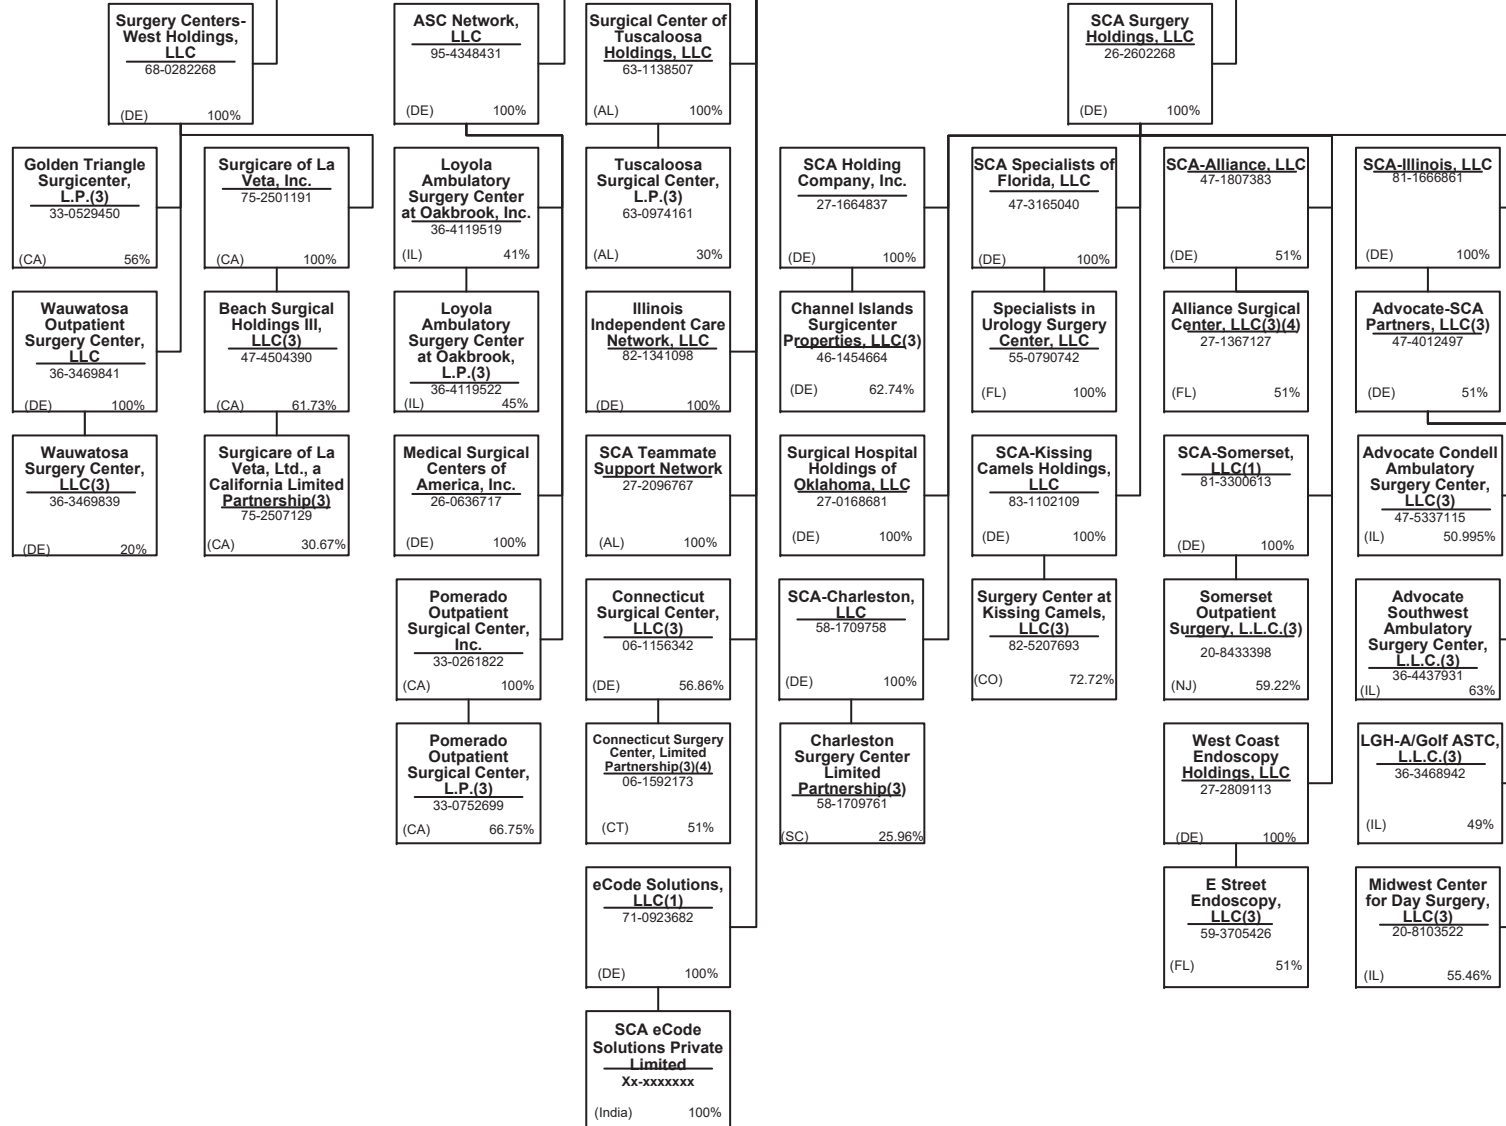 Surgery Centers-
West Holdings,
LLC
68-0282268
(DE) 100%
ASC Network,
LLC
95-4348431
(DE) 100%
Surgical Center of
Tuscaloosa
Holdings, LLC
63-1138507
(AL) 100%
SCA Surgery
Holdings, LLC
26-2602268
(DE) 100%
Golden Triangle
Surgicenter,
L.P.(3)
33-0529450
(CA) 56%
Surgicare of La
Veta, Inc.
75-2501191
(CA) 100%
Loyola
Ambulatory
Surgery Center
at Oakbrook, Inc.
36-4119519
(IL) 41%
Tuscaloosa
Surgical Center,
L.P.(3)
63-0974161
(AL) 30%
SCA Holding
Company, Inc.
27-1664837
(DE) 100%
SCA Specialists of
Florida, LLC
47-3165040
(DE) 100%
SCA-Alliance, LLC
47-1807383
(DE) 51%
SCA-Illinois, LLC
81-1666861
(DE) 100%
Wauwatosa
Outpatient
Surgery Center,
LLC
36-3469841
(DE) 100%
Beach Surgical
Holdings III,
LLC(3)
47-4504390
(CA) 61.73%
Loyola
Ambulatory
Surgery Center
at Oakbrook,
L.P.(3)
36-4119522
(IL) 45%
Illinois
Independent Care
Network, LLC
82-1341098
(DE) 100%
Channel Islands
Surgicenter
Properties, LLC(3)
46-1454664
(DE) 62.74%
Specialists in
Urology Surgery
Center, LLC
55-0790742
(FL) 100%
Alliance Surgical
Center, LLC(3)(4)
27-1367127
(FL) 51%
Advocate-SCA
Partners, LLC(3)
47-4012497
(DE) 51%
Wauwatosa
Surgery Center,
LLC(3)
36-3469839
(DE) 20%
Surgicare of La
Veta, Ltd., a
California Limited
Partnership(3)
75-2507129
(CA) 30.67%
Medical Surgical
Centers of
America, Inc.
26-0636717
(DE) 100%
SCA Teammate
Support Network
27-2096767
(AL) 100%
Surgical Hospital
Holdings of
Oklahoma, LLC
27-0168681
(DE) 100%
SCA-Kissing
Camels Holdings,
LLC
83-1102109
(DE) 100%
SCA-Somerset,
LLC(1)
81-3300613
(DE) 100%
Advocate Condell
Ambulatory
Surgery Center,
LLC(3)
47-5337115
(IL) 50.995%
Pomerado
Outpatient
Surgical Center,
Inc.
33-0261822
(CA) 100%
Connecticut
Surgical Center,
LLC(3)
06-1156342
(DE) 56.86%
SCA-Charleston,
LLC
58-1709758
(DE) 100%
Surgery Center at
Kissing Camels,
LLC(3)
82-5207693
(CO) 72.72%
Somerset
Outpatient
Surgery, L.L.C.(3)
20-8433398
(NJ) 59.22%
Advocate
Southwest
Ambulatory
Surgery Center,
L.L.C.(3)
36-4437931
(IL) 63%
Pomerado
Outpatient
Surgical Center,
L.P.(3)
33-0752699
(CA) 66.75%
Connecticut Surgery
Center, Limited
Partnership(3)(4)
06-1592173
(CT) 51%
Charleston
Surgery Center
Limited
Partnership(3)
58-1709761
(SC) 25.96%
West Coast
Endoscopy
Holdings, LLC
27-2809113
(DE) 100%
LGH-A/Golf ASTC,
L.L.C.(3)
36-3468942
(IL) 49%
eCode Solutions,
LLC(1)
71-0923682
(DE) 100%
E Street
Endoscopy,
LLC(3)
59-3705426
(FL) 51%
Midwest Center
for Day Surgery,
LLC(3)
20-8103522
(IL) 55.46%
SCA eCode
Solutions Private
Limited
Xx-xxxxxxx
(India) 100%